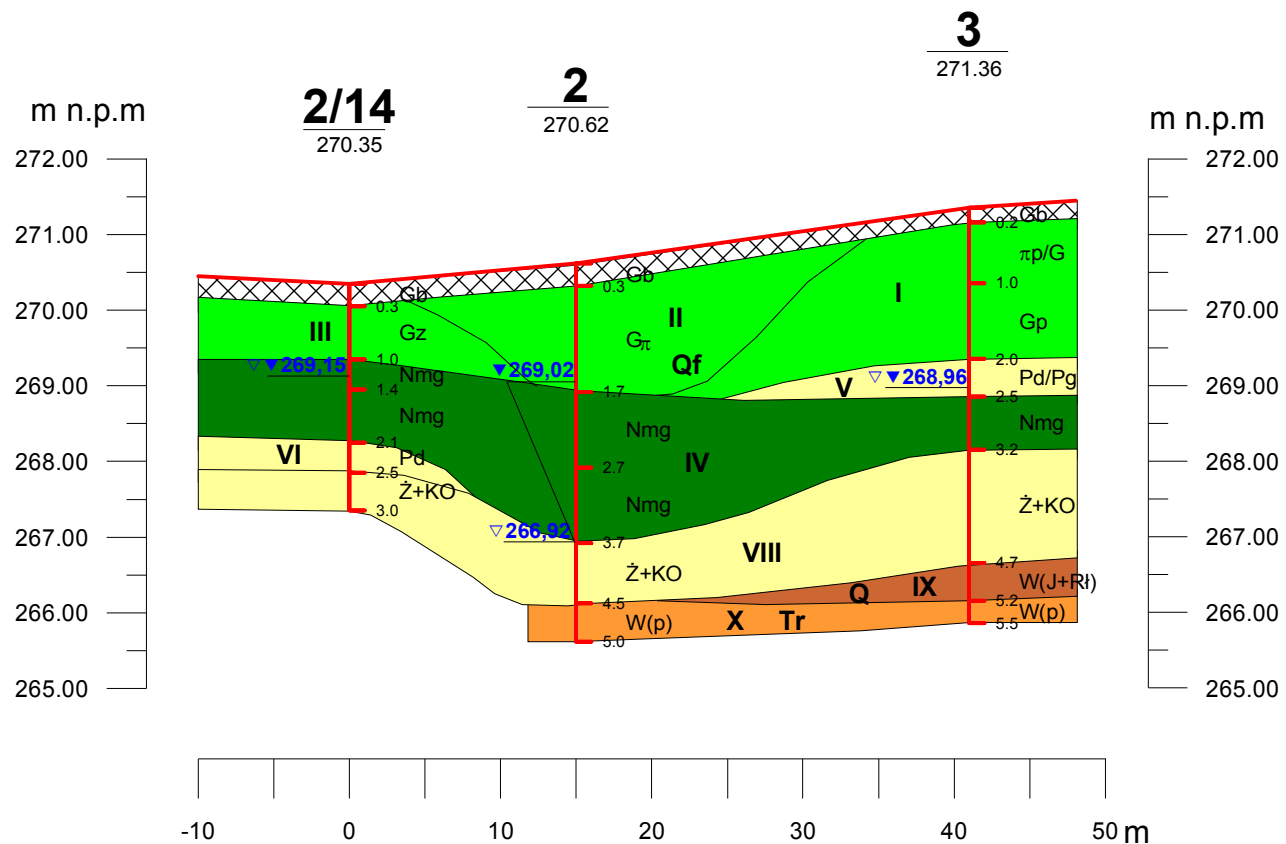 3
271.36
2
270.62
2/14
270.35
m n.p.m
m n.p.m
272.00
272.00
271.00
271.00
270.00
270.00
269.00
269.00
268.00
268.00
267.00
267.00
266.00
266.00
265.00
265.00
0.3
Gb
Gz
1.0
Nmg
1.4
Nmg
2.1
Pd
2.5
Ż+KO
3.0
III
269,15
VI
0.3
Gb
II
Gπ
Qf
269,02
1.7
Nmg
2.7
IV
Nmg
266,92
3.7
VIII
Ż+KO
4.5
W(p)
X
Tr
5.0
0.2
Gb
πp/G
I
1.0
Gp
2.0
Pd/Pg
V
268,96
2.5
Nmg
3.2
Ż+KO
4.7
W(J+Rł)
Q
IX
5.2
W(p)
5.5
-10 0 10 20 30 40 50 m